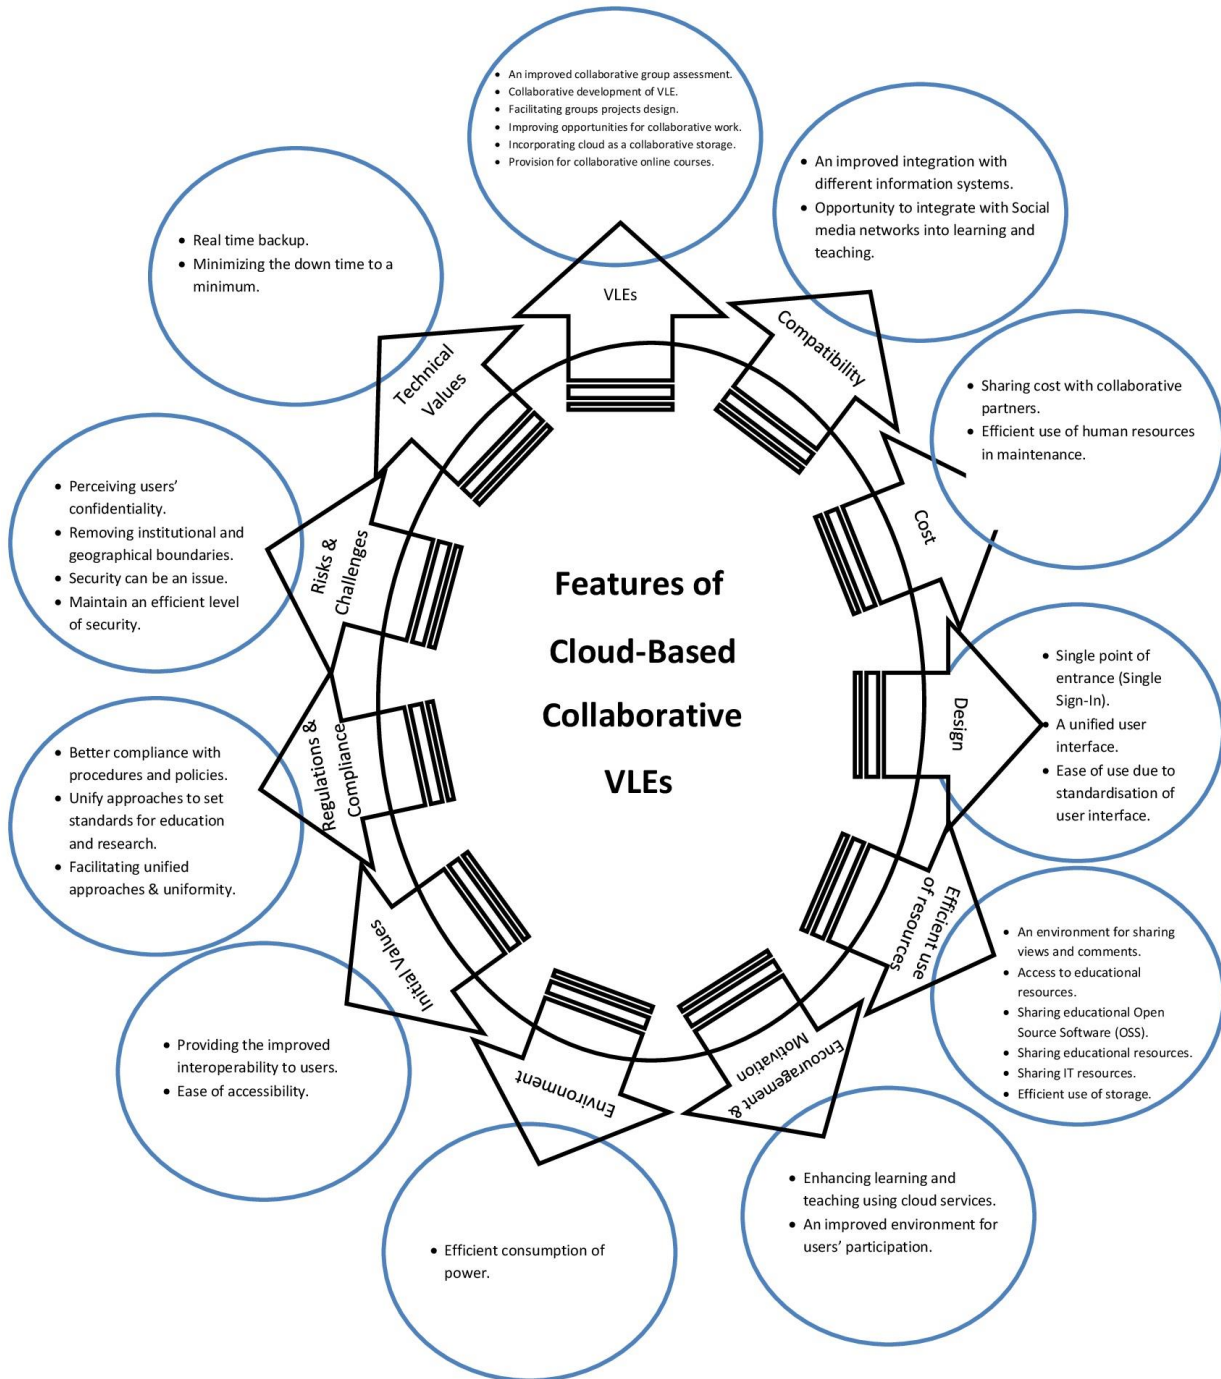 • An improved collaborative group assessment.
• Collaborative development of VLE.
• Facilitating groups projects design.
• Improving opportunities for collaborative work.
• Incorporating cloud as a collaborative storage.
• Provision for collaborative online courses.
VLEs
• An improved integration with
different information systems.
• Opportunity to integrate with Social
media networks into learning and
teaching.
Compatibility
• Sharing cost with collaborative
partners.
• Efficient use of human resources
in maintenance.
Cost
• Single point of
entrance (Single
Sign-In).
• A unified user
interface.
• Ease of use due to
standardisation of
user interface.
Design
• An environment for sharing
views and comments.
• Access to educational
resources.
• Sharing educational Open
Source Software (OSS).
• Sharing educational resources.
• Sharing IT resources.
• Efficient use of storage.
Efficient use
of resources
• Enhancing learning and
teaching using cloud services.
• An improved environment for
users’ participation.
Encouragement &
Motivation
• Efficient consumption of
power.
Environment
• Providing the improved
interoperability to users.
• Ease of accessibility.
Initial Values
• Better compliance with
procedures and policies.
• Unify approaches to set
standards for education
and research.
• Facilitating unified
approaches & uniformity.
Regulations &
Compliance
• Perceiving users’
confidentiality.
• Removing institutional and
geographical boundaries.
• Security can be an issue.
• Maintain an efficient level
of security.
Risks &
Challenges
• Real time backup.
• Minimizing the down time to a
minimum.
Technical
Values
Features of
Cloud-Based
Collaborative
VLEs